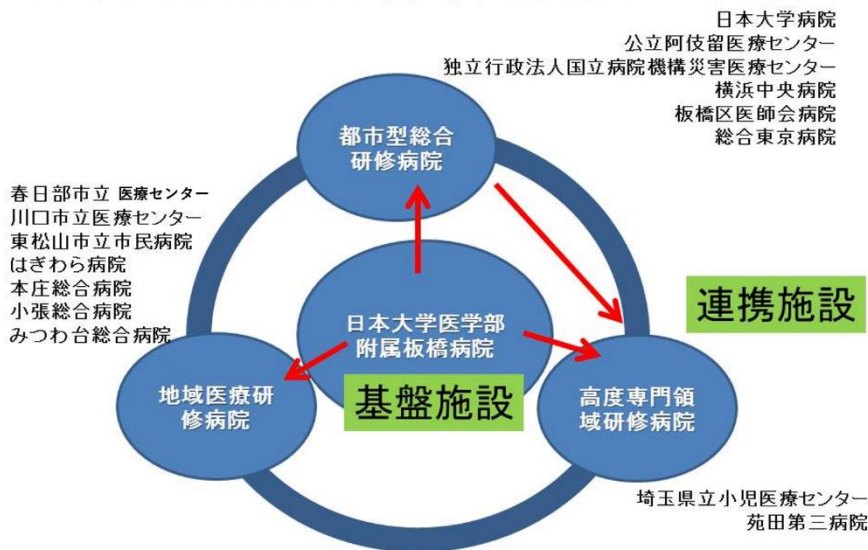 日本大学病院
公立阿伎留医療センター
独立行政法人国立病院機構災害医療センター
横浜中央病院
板橋区医師会病院
総合東京病院
都市型総合
研修病院
春日部市立 医療センター
川口市立医療センター
東松山市立市民病院
はぎわら病院
本庄総合病院
小張総合病院
みつわ台総合病院
日本大学医学部
附属板橋病院
連携施設
基盤施設
地域医療研
修病院
高度専門領
域研修病院
埼玉県立小児医療センター
苑田第三病院